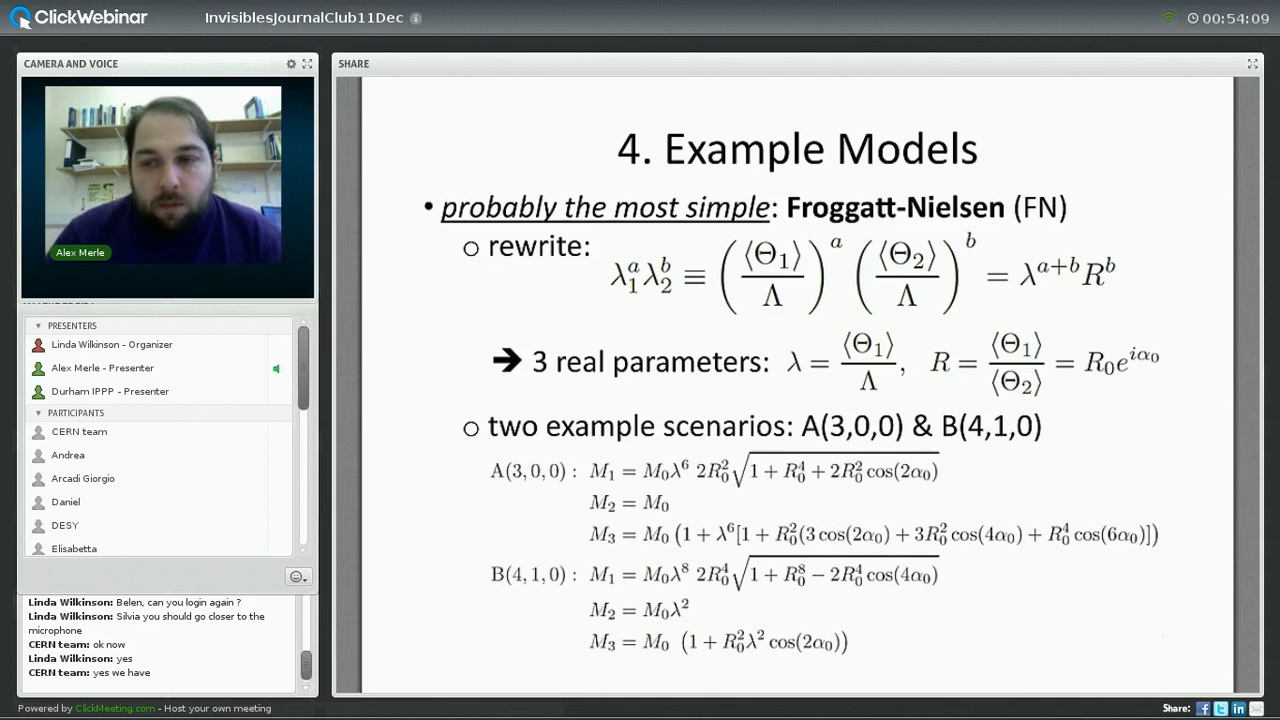 ClickWebinar
InvisiblesJournalClub11Dec
00:54:09
CAMERA AND VOICE
Alex Merle
PRESENTERS
Linda Wilkinson - Organizer
Alex Merle - Presenter
Durham IPPP - Presenter
PARTICIPANTS
CERN team
Andrea
Arcadi Giorgio
Daniel
DESY
Elisabetta
Linda Wilkinson: Belen, can you login again ?
Linda Wilkinson: Silvia you should go closer to the
microphone
CERN team: ok now
Linda Wilkinson: yes
CERN team: yes we have
SHARE
4. Example Models
• probably the most simple: Froggatt-Nielsen (FN)
o rewrite: λ₁ᵃλ₂ᵇ ≡ (⟨Θ₁⟩/Λ)ᵃ (⟨Θ₂⟩/Λ)ᵇ = λᵃ⁺ᵇ Rᵇ
➔ 3 real parameters: λ = ⟨Θ₁⟩/Λ, R = ⟨Θ₁⟩/⟨Θ₂⟩ = R₀e^{iα₀}
o two example scenarios: A(3,0,0) & B(4,1,0)
A(3, 0, 0) : M₁ = M₀λ⁶ 2R₀²√(1 + R₀⁴ + 2R₀² cos(2α₀))
M₂ = M₀
M₃ = M₀ (1 + λ⁶[1 + R₀²(3 cos(2α₀) + 3R₀² cos(4α₀) + R₀⁴ cos(6α₀)])
B(4, 1, 0) : M₁ = M₀λ⁸ 2R₀⁴√(1 + R₀⁸ − 2R₀⁴ cos(4α₀))
M₂ = M₀λ²
M₃ = M₀ (1 + R₀²λ² cos(2α₀))
Powered by ClickMeeting.com - Host your own meeting
Share: